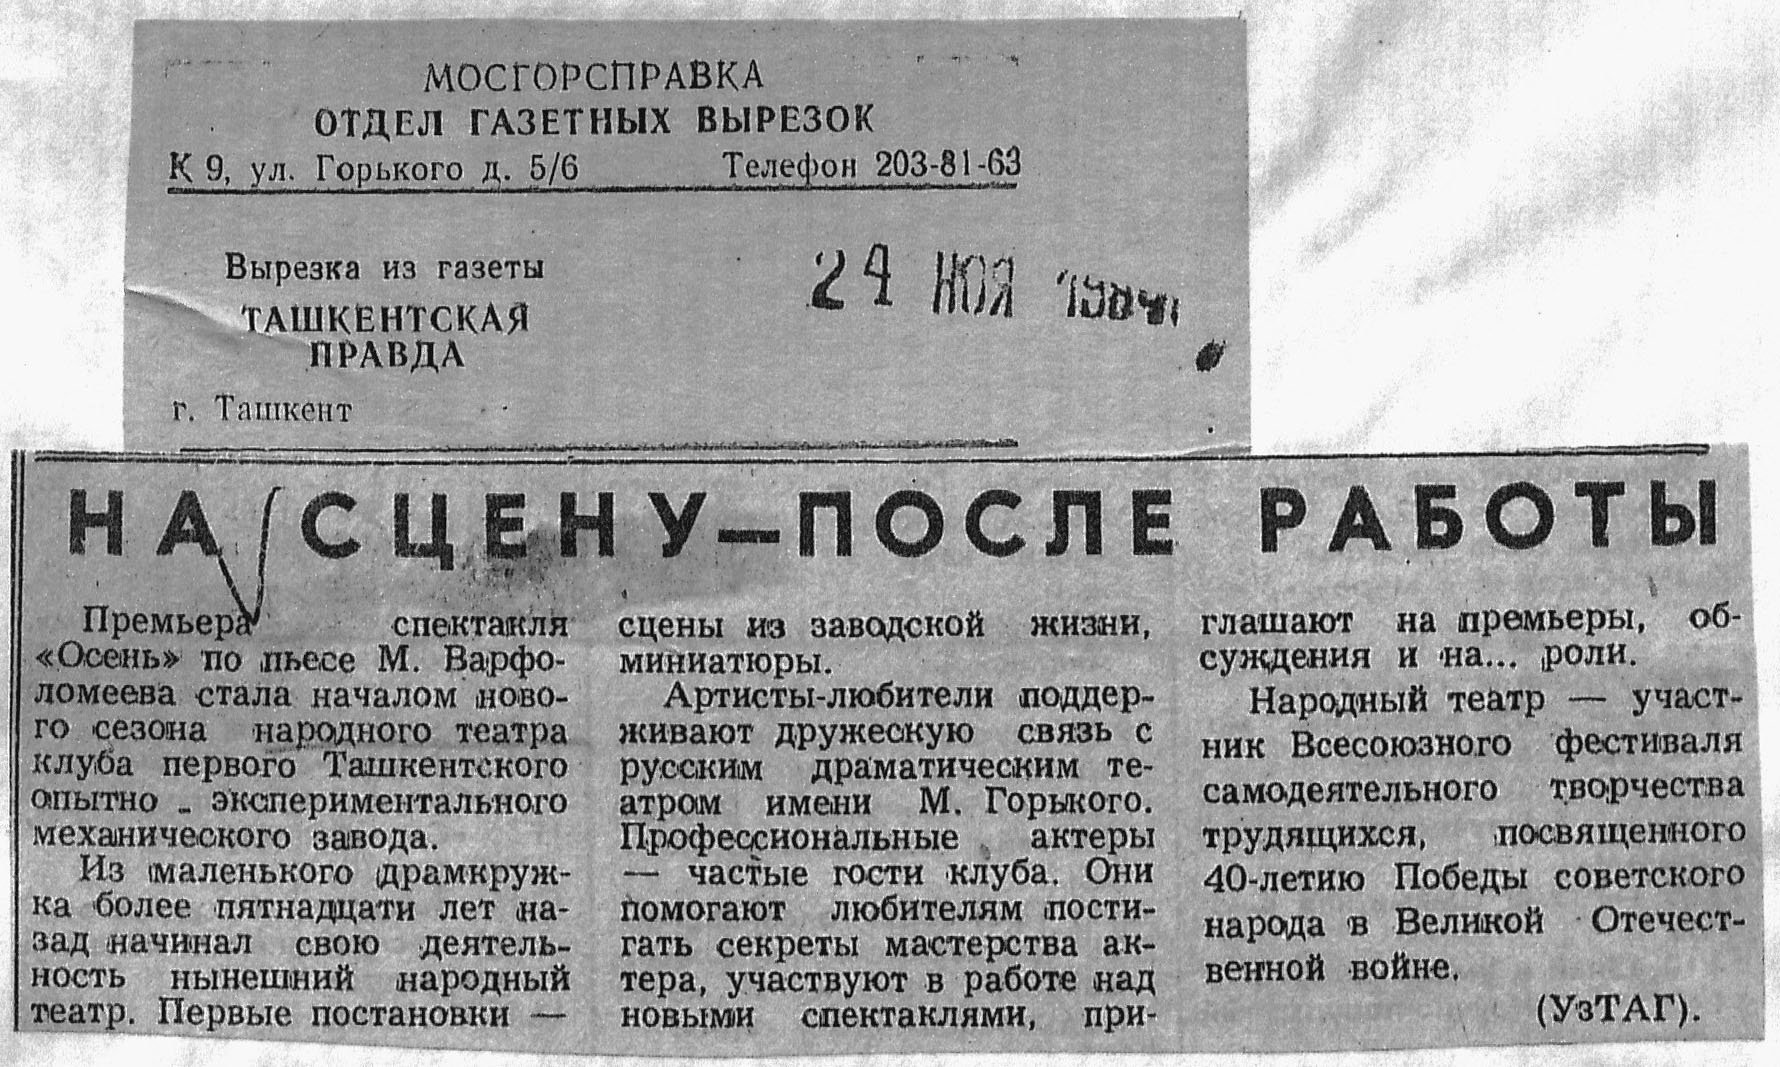 МОСГОРСПРАВКА
ОТДЕЛ ГАЗЕТНЫХ ВЫРЕЗОК
К 9, ул. Горького д. 5/6 Телефон 203-81-63
Вырезка из газеты
ТАШКЕНТСКАЯ
ПРАВДА
24 НОЯ 1984
г. Ташкент
НА СЦЕНУ — ПОСЛЕ РАБОТЫ
Премьера спектакля
«Осень» по пьесе М. Варфо-
ломеева стала началом ново-
го сезона народного театра
клуба первого Ташкентского
опытно - экспериментального
механического завода.
Из маленького драмкруж-
ка более пятнадцати лет на-
зад начинал свою деятель-
ность нынешний народный
театр. Первые постановки —
сцены из заводской жизни,
миниатюры.
Артисты-любители поддер-
живают дружескую связь с
русским драматическим те-
атром имени М. Горького.
Профессиональные актеры
— частые гости клуба. Они
помогают любителям пости-
гать секреты мастерства ак-
тера, участвуют в работе над
новыми спектаклями, при-
глашают на премьеры, об-
суждения и на... роли.
Народный театр — участ-
ник Всесоюзного фестиваля
самодеятельного творчества
трудящихся, посвященного
40-летию Победы советского
народа в Великой Отечест-
венной войне.
(УзТАГ).